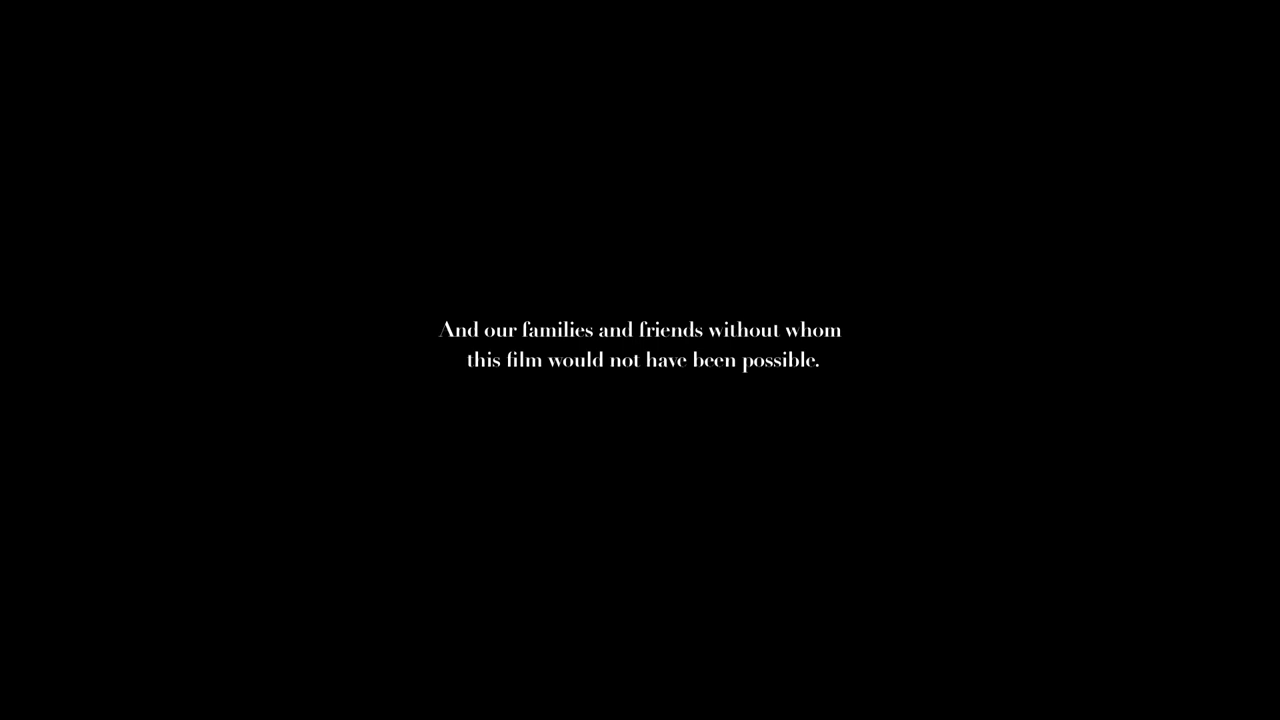 And our families and friends without whom
this film would not have been possible.